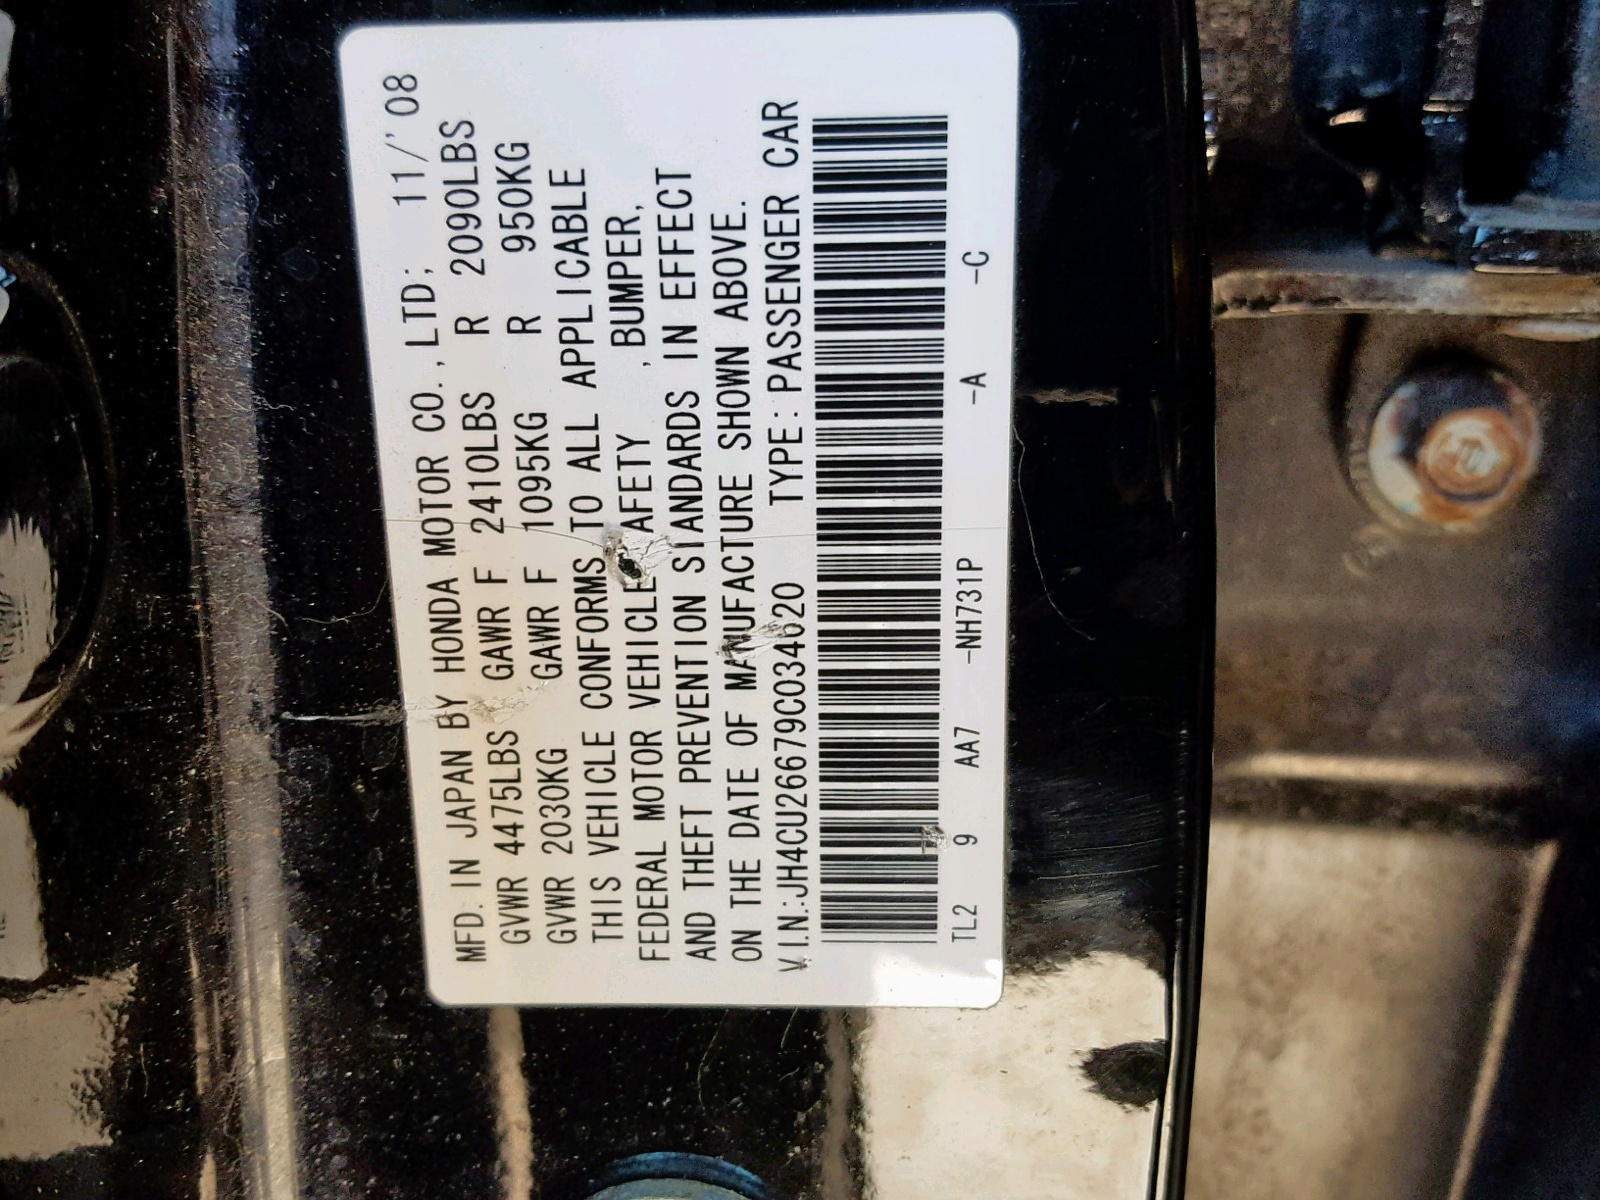 MFD. IN JAPAN BY HONDA MOTOR CO., LTD; 11/'08
GVWR 4475LBS GAWR F 2410LBS R 2090LBS
GVWR 2030KG GAWR F 1095KG R 950KG
THIS VEHICLE CONFORMS TO ALL APPLICABLE
FEDERAL MOTOR VEHICLE SAFETY ,BUMPER,
AND THEFT PREVENTION STANDARDS IN EFFECT
ON THE DATE OF MANUFACTURE SHOWN ABOVE.
V.I.N.:JH4CU26679C034620 TYPE:PASSENGER CAR
TL2 9 AA7 -NH731P -A -C